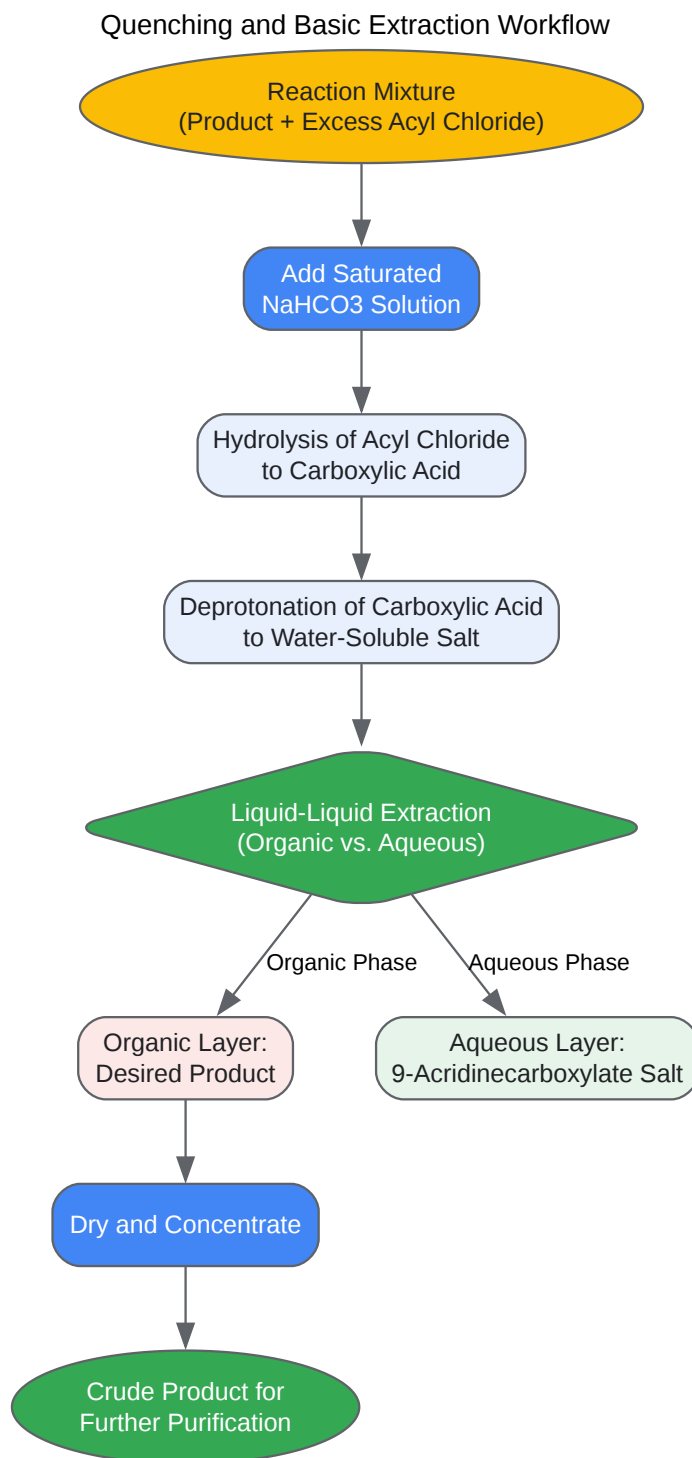 Quenching and Basic Extraction Workflow
Reaction Mixture
(Product + Excess Acyl Chloride)
Add Saturated
NaHCO3 Solution
Hydrolysis of Acyl Chloride
to Carboxylic Acid
Deprotonation of Carboxylic Acid
to Water-Soluble Salt
Liquid-Liquid Extraction
(Organic vs. Aqueous)
Organic Phase
Aqueous Phase
Organic Layer:
Desired Product
Aqueous Layer:
9-Acridinecarboxylate Salt
Dry and Concentrate
Crude Product for
Further Purification